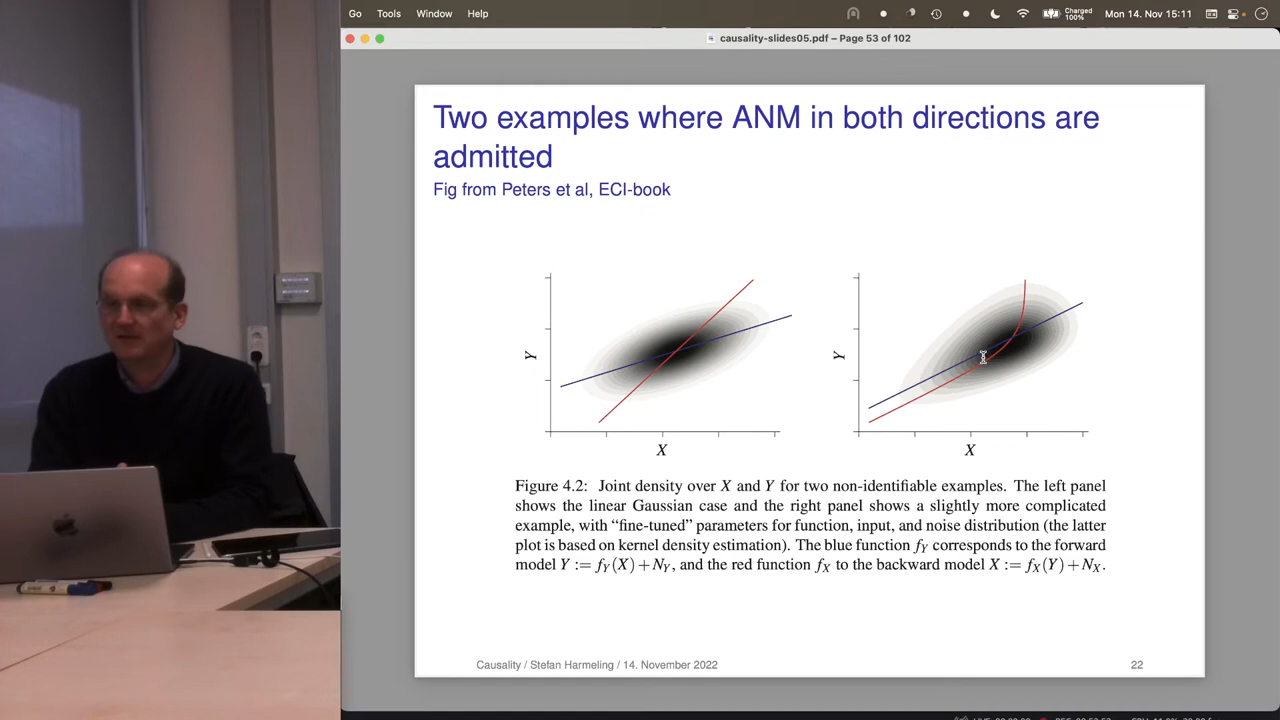 Go Tools Window Help Charged 100% Mon 14. Nov 15:11
causality-slides05.pdf – Page 53 of 102
Two examples where ANM in both directions are
admitted
Fig from Peters et al, ECI-book
Y
X
Y
X
Figure 4.2: Joint density over X and Y for two non-identifiable examples. The left panel
shows the linear Gaussian case and the right panel shows a slightly more complicated
example, with “fine-tuned” parameters for function, input, and noise distribution (the latter
plot is based on kernel density estimation). The blue function f_Y corresponds to the forward
model Y := f_Y(X) + N_Y, and the red function f_X to the backward model X := f_X(Y) + N_X.
Causality / Stefan Harmeling / 14. November 2022
22